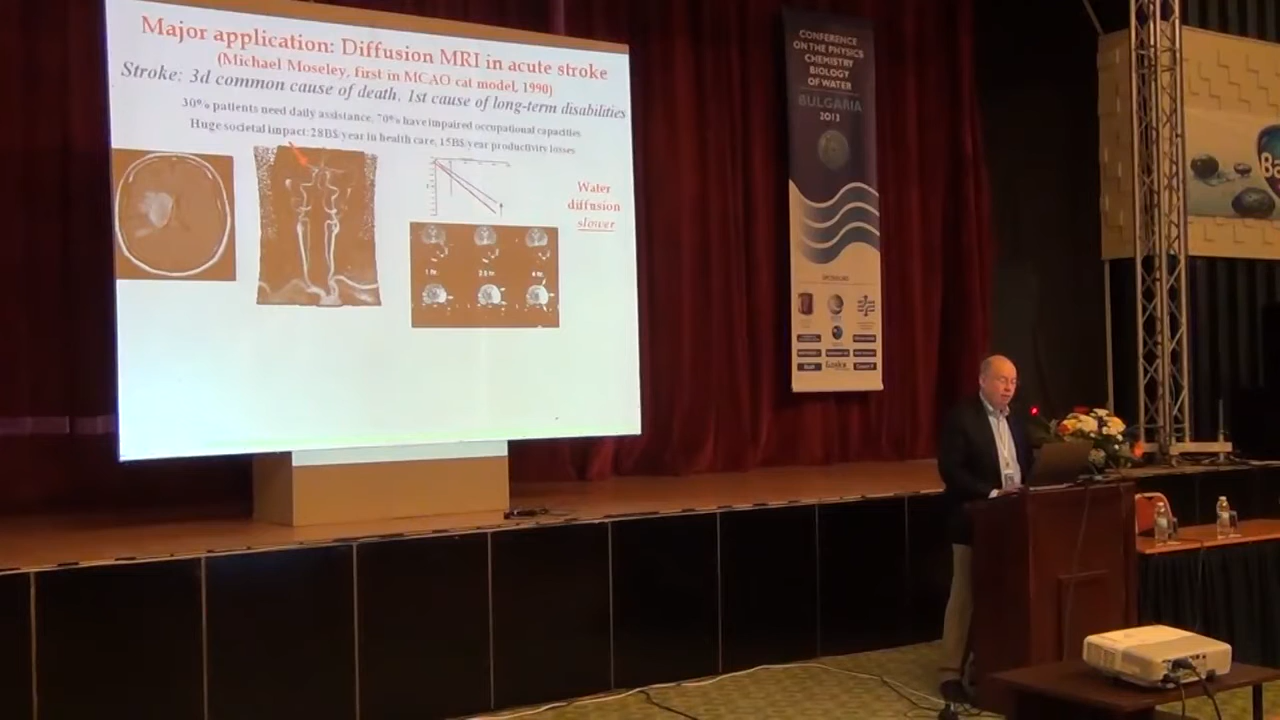 Major application: Diffusion MRI in acute stroke
(Michael Moseley, first in MCAO cat model, 1990)
Stroke: 3d common cause of death, 1st cause of long-term disabilities
30% patients need daily assistance, 70% have impaired occupational capacities
Huge societal impact: 28B$/year in health care, 15B$/year productivity losses
Water
diffusion
slower
1 hr.
CONFERENCE
ON THE PHYSICS
CHEMISTRY
BIOLOGY
OF WATER
BULGARIA
2013
Ba